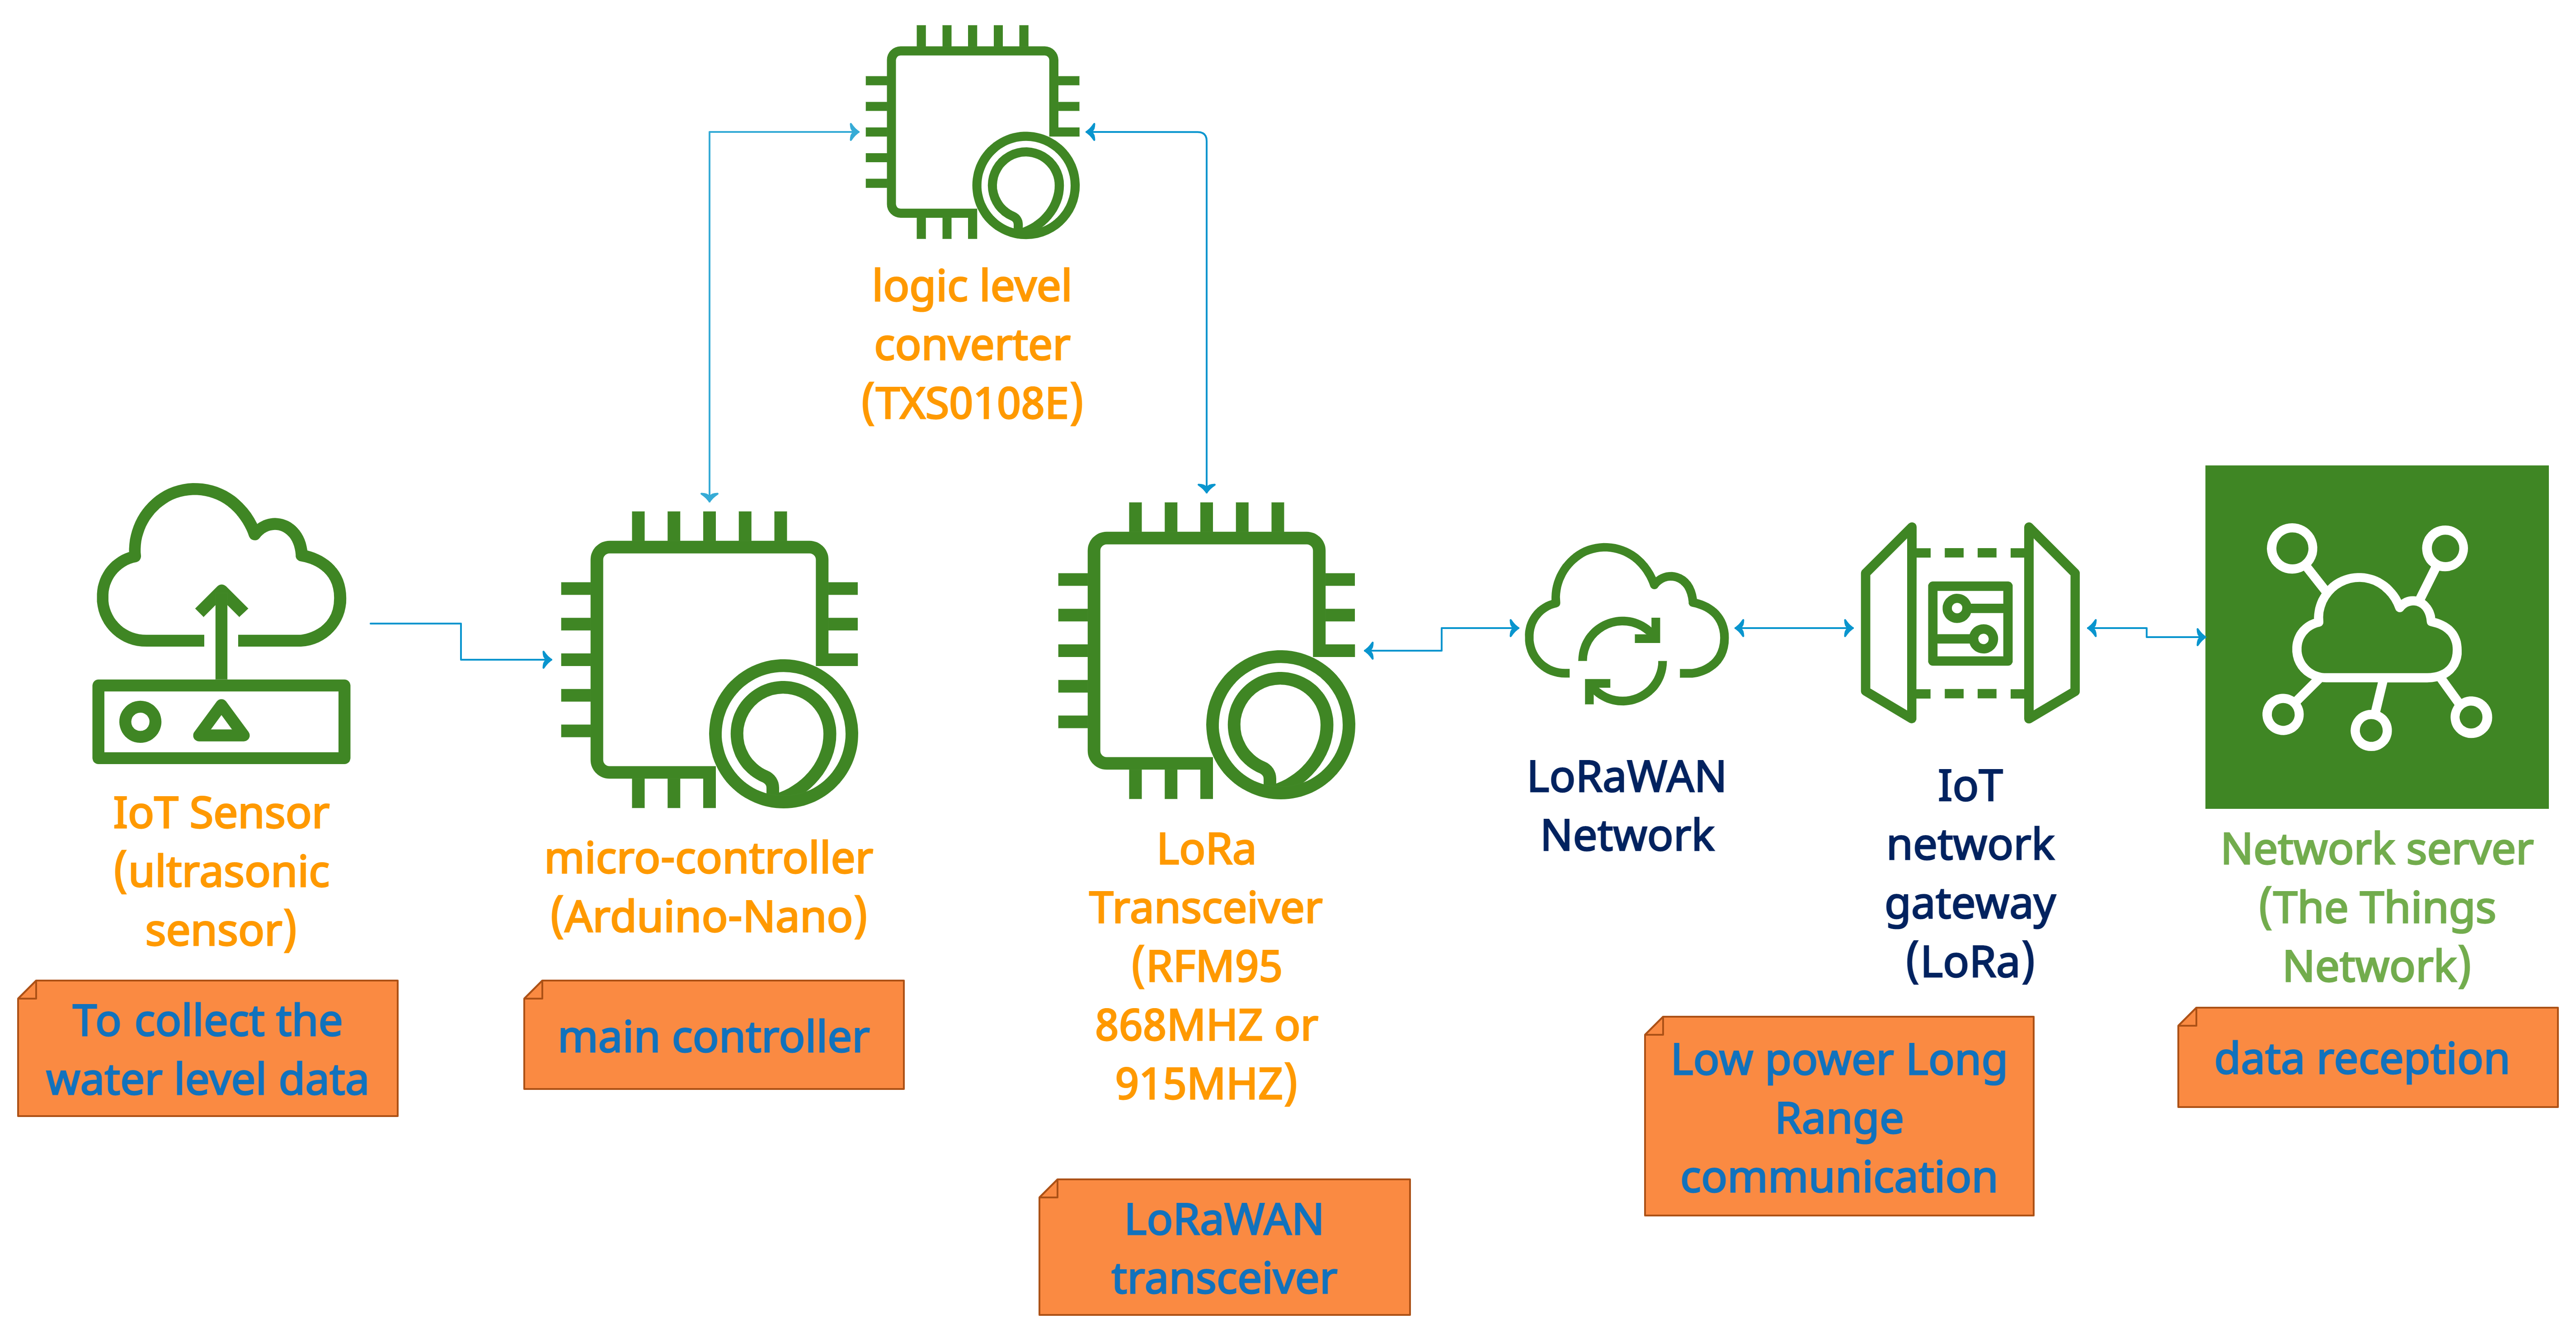 logic level
converter
(TXS0108E)
IoT Sensor
(ultrasonic
sensor)
To collect the
water level data
micro-controller
(Arduino-Nano)
main controller
LoRa
Transceiver
(RFM95
868MHZ or
915MHZ)
LoRaWAN
transceiver
LoRaWAN
Network
IoT
network
gateway
(LoRa)
Low power Long
Range
communication
Network server
(The Things
Network)
data reception